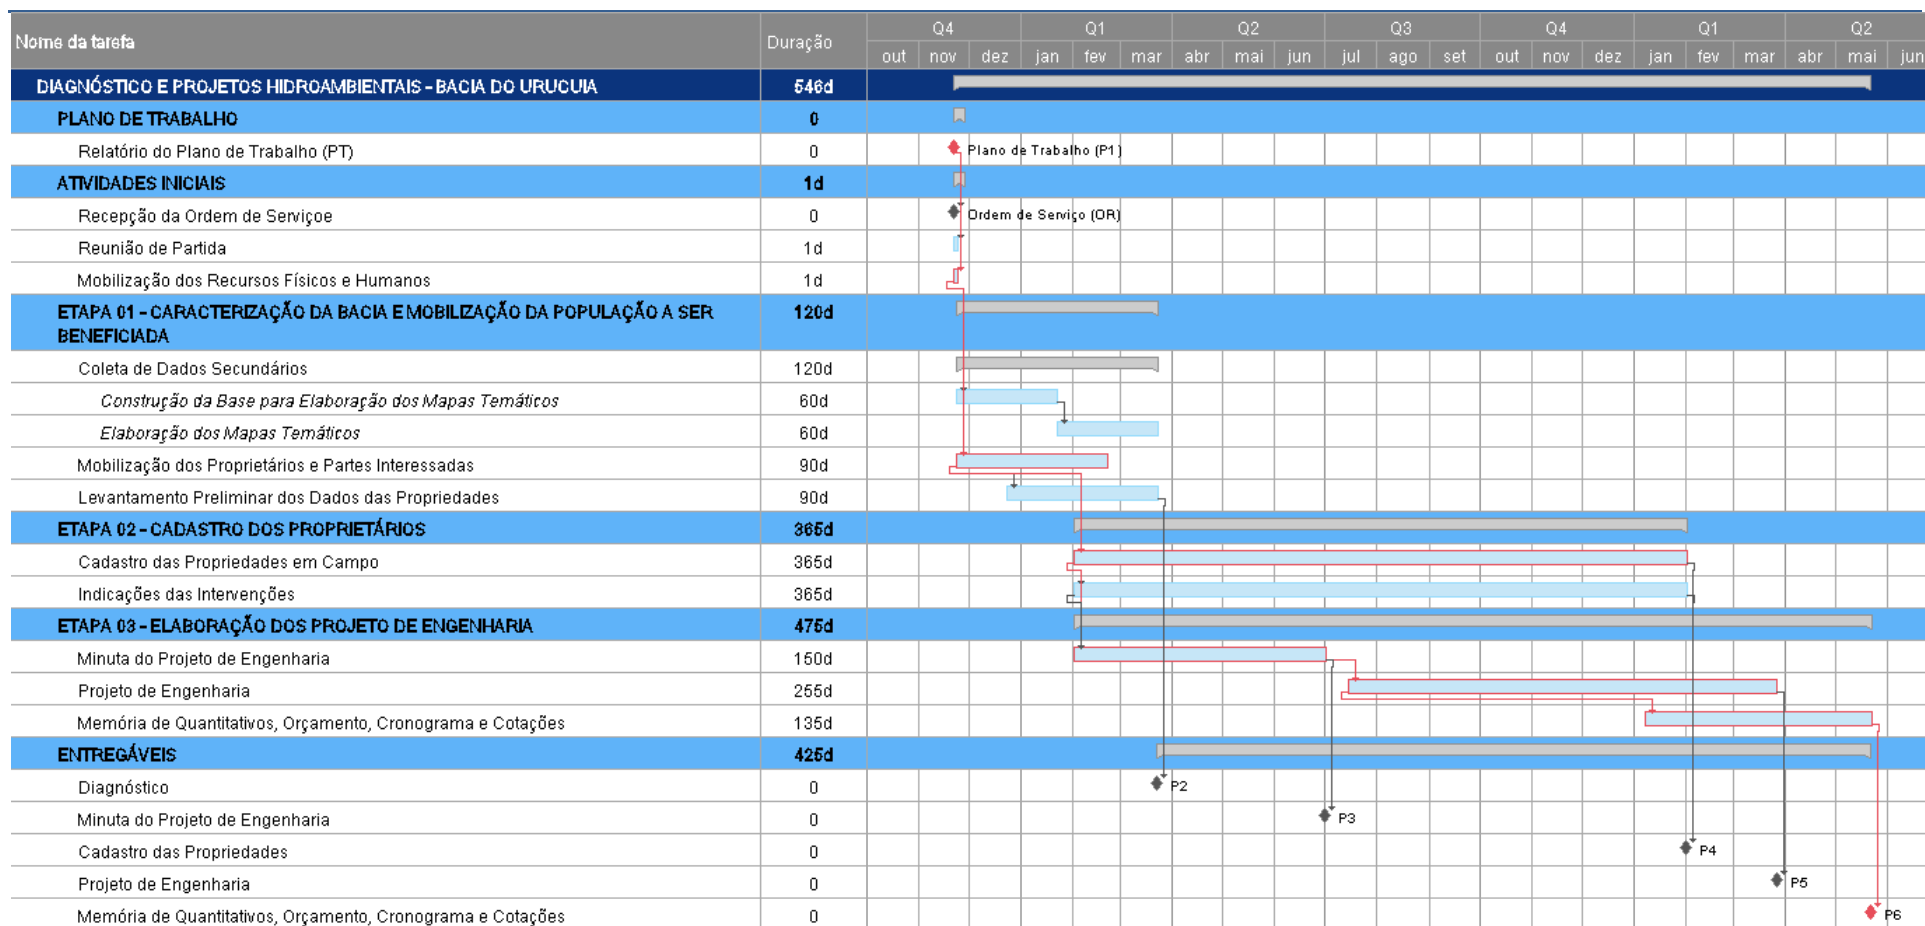 Nome da tarefa Duração Q4 Q1 Q2 Q3 Q4 Q1 Q2
out nov dez jan fev mar abr mai jun jul ago set out nov dez jan fev mar abr mai jun
DIAGNÓSTICO E PROJETOS HIDROAMBIENTAIS - BACIA DO URUCUIA 546d
PLANO DE TRABALHO 0
Relatório do Plano de Trabalho (PT) 0 Plano de Trabalho (P1)
ATIVIDADES INICIAIS 1d
Recepção da Ordem de Serviçoe 0 Ordem de Serviço (OR)
Reunião de Partida 1d
Mobilização dos Recursos Físicos e Humanos 1d
ETAPA 01 - CARACTERIZAÇÃO DA BACIA E MOBILIZAÇÃO DA POPULAÇÃO A SER 120d
BENEFICIADA
Coleta de Dados Secundários 120d
Construção da Base para Elaboração dos Mapas Temáticos 60d
Elaboração dos Mapas Temáticos 60d
Mobilização dos Proprietários e Partes Interessadas 90d
Levantamento Preliminar dos Dados das Propriedades 90d
ETAPA 02 - CADASTRO DOS PROPRIETÁRIOS 365d
Cadastro das Propriedades em Campo 365d
Indicações das Intervenções 365d
ETAPA 03 - ELABORAÇÃO DOS PROJETO DE ENGENHARIA 475d
Minuta do Projeto de Engenharia 150d
Projeto de Engenharia 255d
Memória de Quantitativos, Orçamento, Cronograma e Cotações 135d
ENTREGÁVEIS 425d
Diagnóstico 0 P2
Minuta do Projeto de Engenharia 0 P3
Cadastro das Propriedades 0 P4
Projeto de Engenharia 0 P5
Memória de Quantitativos, Orçamento, Cronograma e Cotações 0 P6